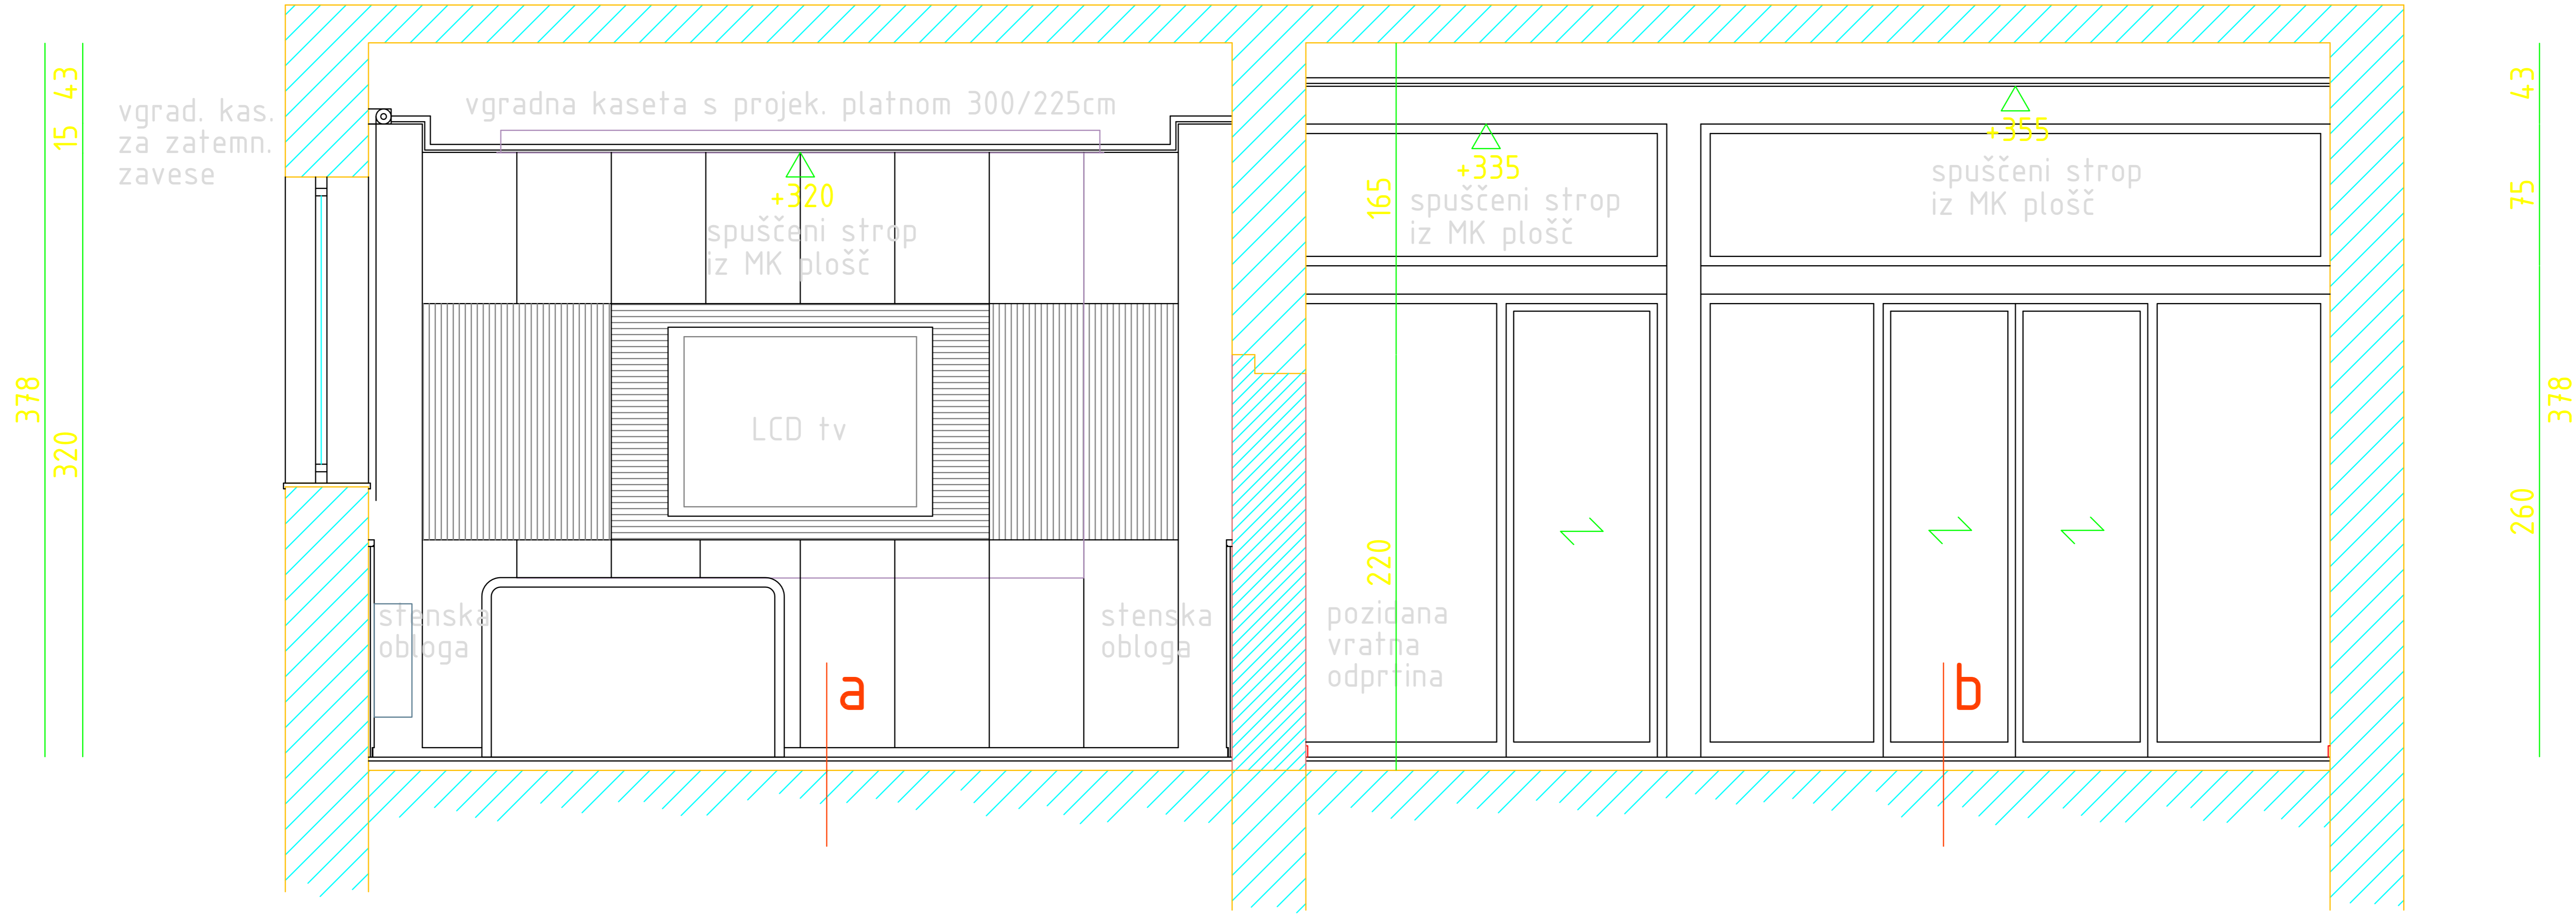 vgrad. kas.
za zatemn.
zavese
vgradna kaseta s projek. platnom 300/225cm
43
15
320
378
+320
spuščeni strop
iz MK plošč
LCD tv
stenska
obloga
stenska
obloga
a
165
220
+335
spuščeni strop
iz MK plošč
pozidana
vratna
odprtina
+355
spuščeni strop
iz MK plošč
b
43
75
260
378